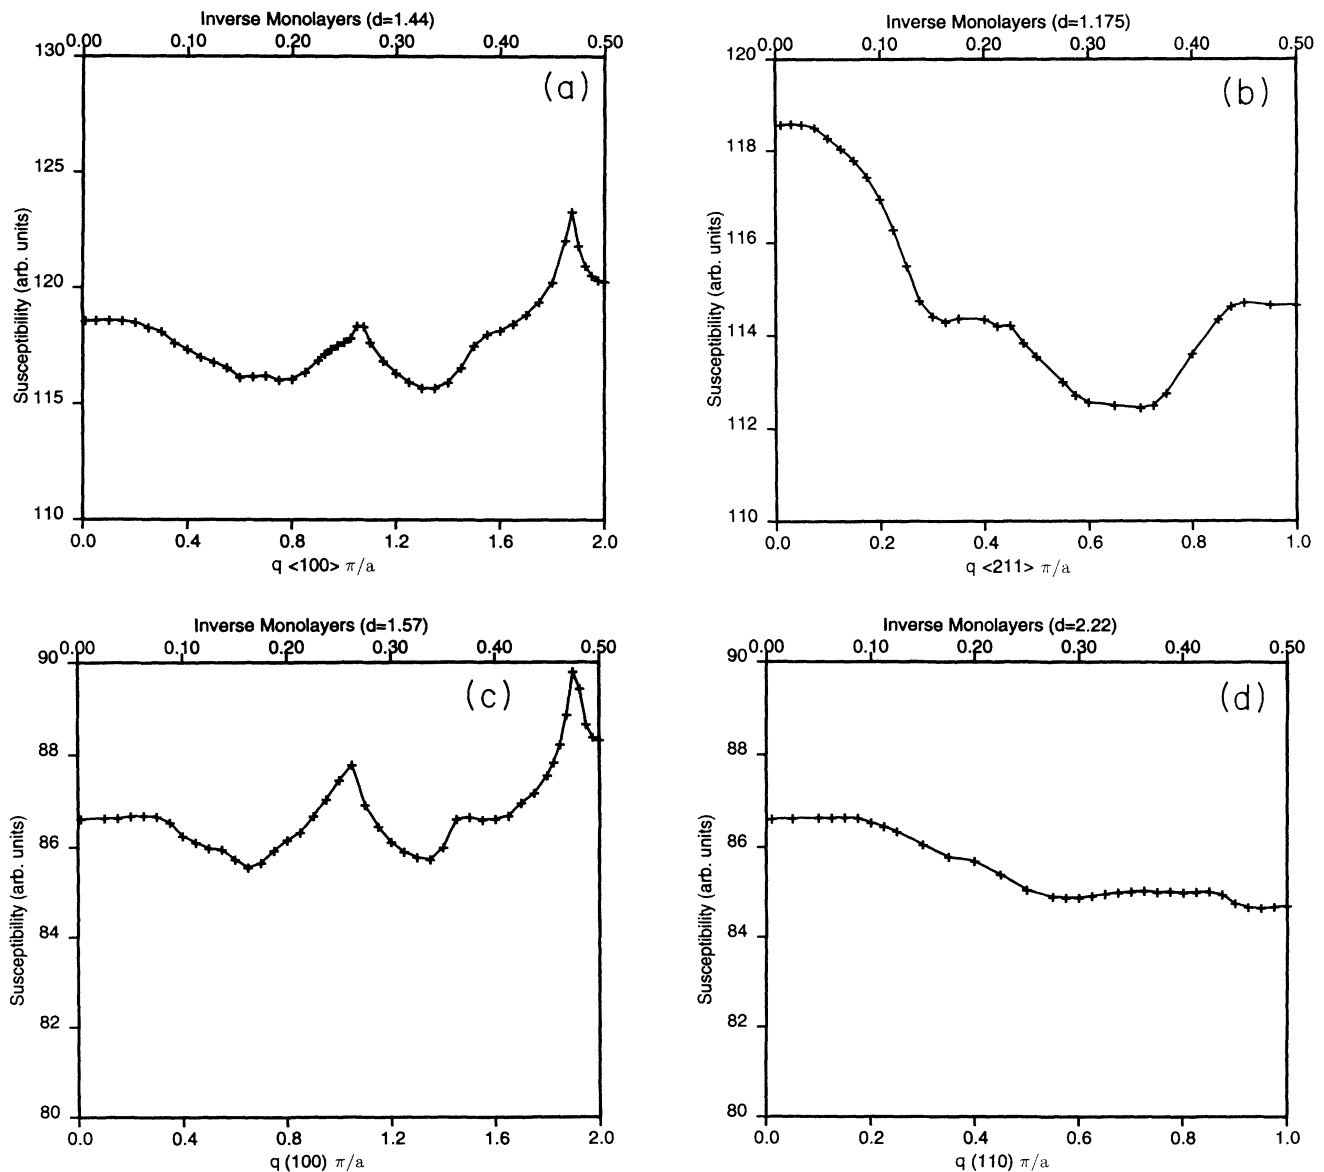 Inverse Monolayers (d=1.44)
0.00 0.10 0.20 0.30 0.40 0.50
(a)
130
125
120
115
110
Susceptibility (arb. units)
0.0 0.4 0.8 1.2 1.6 2.0
q <100> π/a
Inverse Monolayers (d=1.175)
0.00 0.10 0.20 0.30 0.40 0.50
(b)
120
118
116
114
112
110
Susceptibility (arb. units)
0.0 0.2 0.4 0.6 0.8 1.0
q <211> π/a
Inverse Monolayers (d=1.57)
0.00 0.10 0.20 0.30 0.40 0.50
(c)
90
88
86
84
82
80
Susceptibility (arb. units)
0.0 0.4 0.8 1.2 1.6 2.0
q (100) π/a
Inverse Monolayers (d=2.22)
0.00 0.10 0.20 0.30 0.40 0.50
(d)
90
88
86
84
82
80
Susceptibility (arb. units)
0.0 0.2 0.4 0.6 0.8 1.0
q (110) π/a